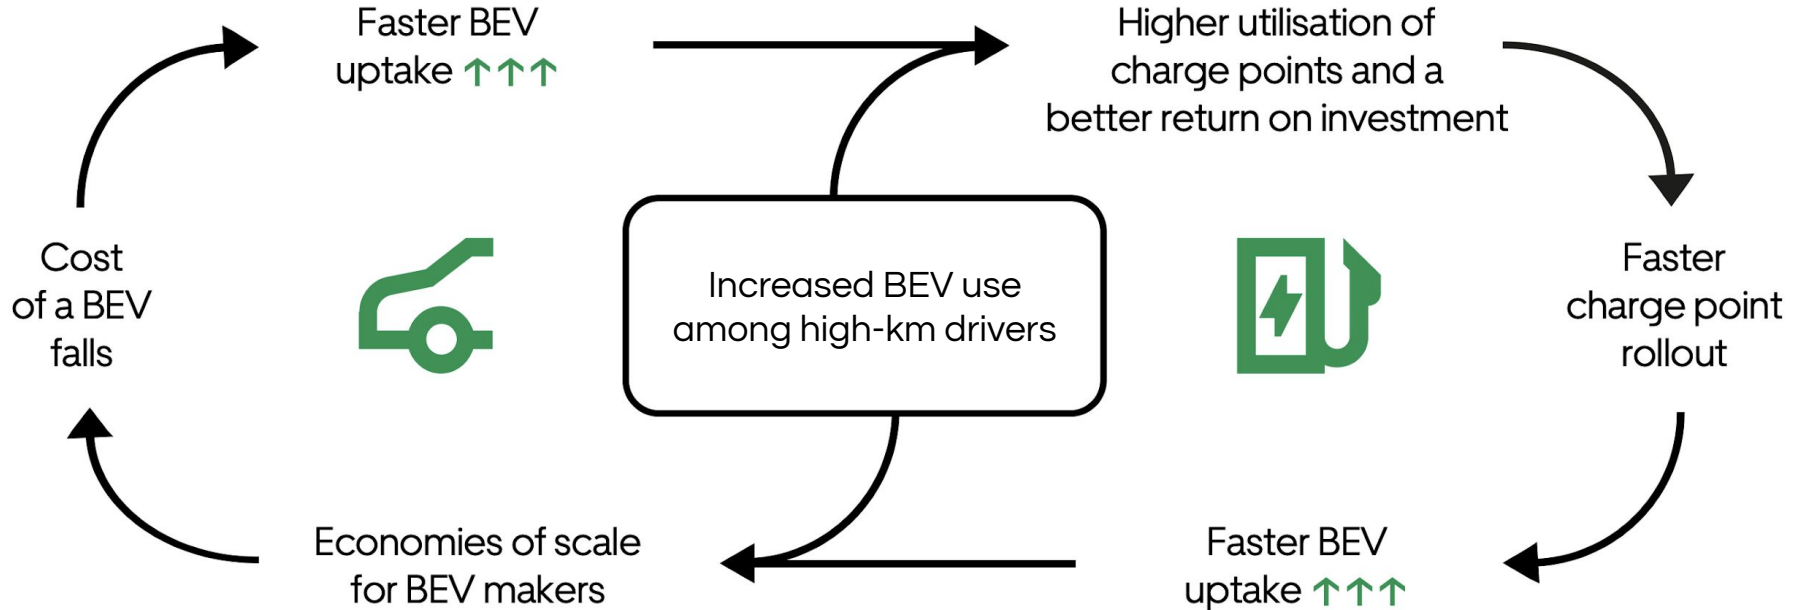 Faster BEV
uptake ↑↑↑
Higher utilisation of
charge points and a
better return on investment
Cost
of a BEV
falls
Increased BEV use
among high-km drivers
Faster
charge point
rollout
Economies of scale
for BEV makers
Faster BEV
uptake ↑↑↑